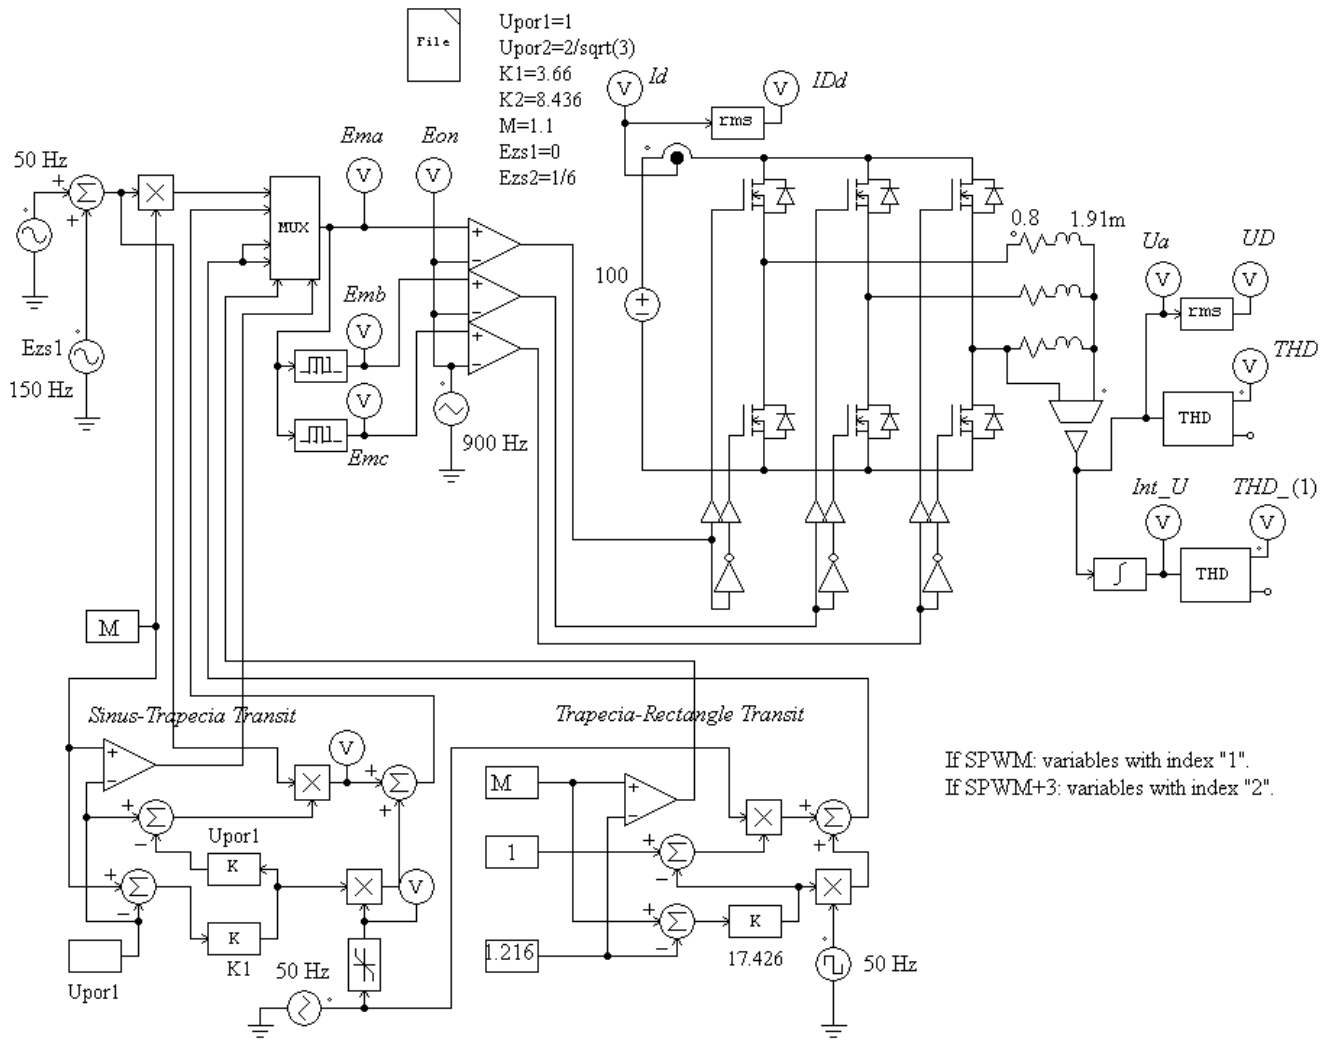 File
Upor1=1
Upor2=2/sqrt(3)
K1=3.66
K2=8.436
M=1.1
Ezs1=0
Ezs2=1/6
V
Id
V
IDd
rms
Ema
Eon
V
V
50 Hz
Σ
MUX
0.8
1.91m
Ua
UD
V
V
100
rms
Emb
V
Ezs1
150 Hz
THD
V
V
Emc
900 Hz
THD
Int_U
THD_(1)
V
V
∫
THD
M
Sinus-Trapecia Transit
Trapecia-Rectangle Transit
V
Σ
If SPWM: variables with index "1".
If SPWM+3: variables with index "2".
M
Σ
Σ
Upor1
K
1
Σ
Σ
V
K
K1
Σ
K
17.426
1.216
Upor1
50 Hz
50 Hz